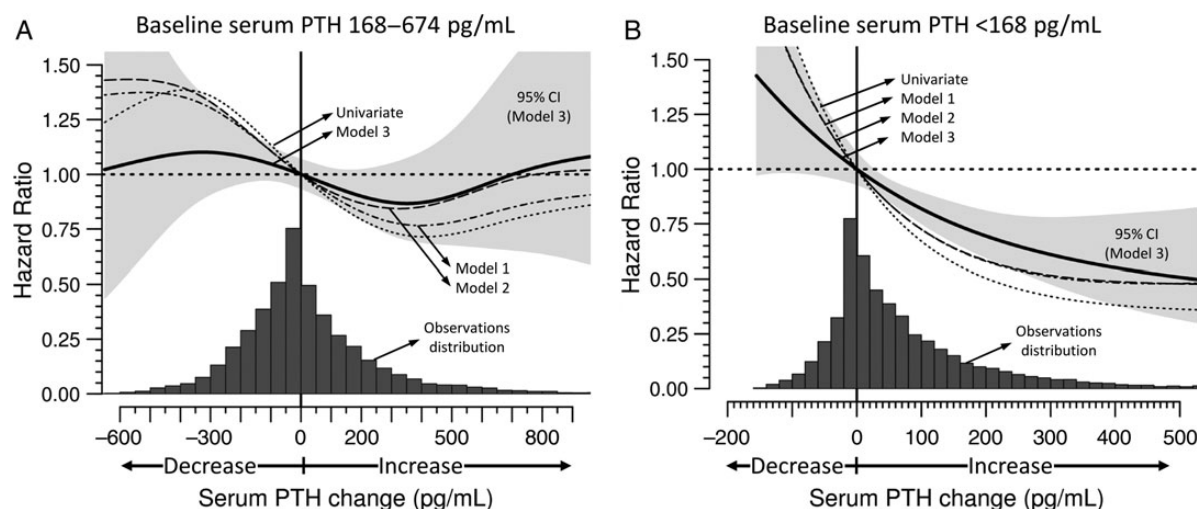 A Baseline serum PTH 168–674 pg/mL
Hazard Ratio
1.50
1.25
1.00
0.75
0.50
0.25
0.00
Univariate
Model 3
95% CI
(Model 3)
Model 1
Model 2
Observations
distribution
–600 –300 0 200 500 800
Decrease Increase
Serum PTH change (pg/mL)
B Baseline serum PTH <168 pg/mL
Hazard Ratio
1.50
1.25
1.00
0.75
0.50
0.25
0.00
Univariate
Model 1
Model 2
Model 3
95% CI
(Model 3)
Observations
distribution
–200 0 100 200 300 400 500
Decrease Increase
Serum PTH change (pg/mL)